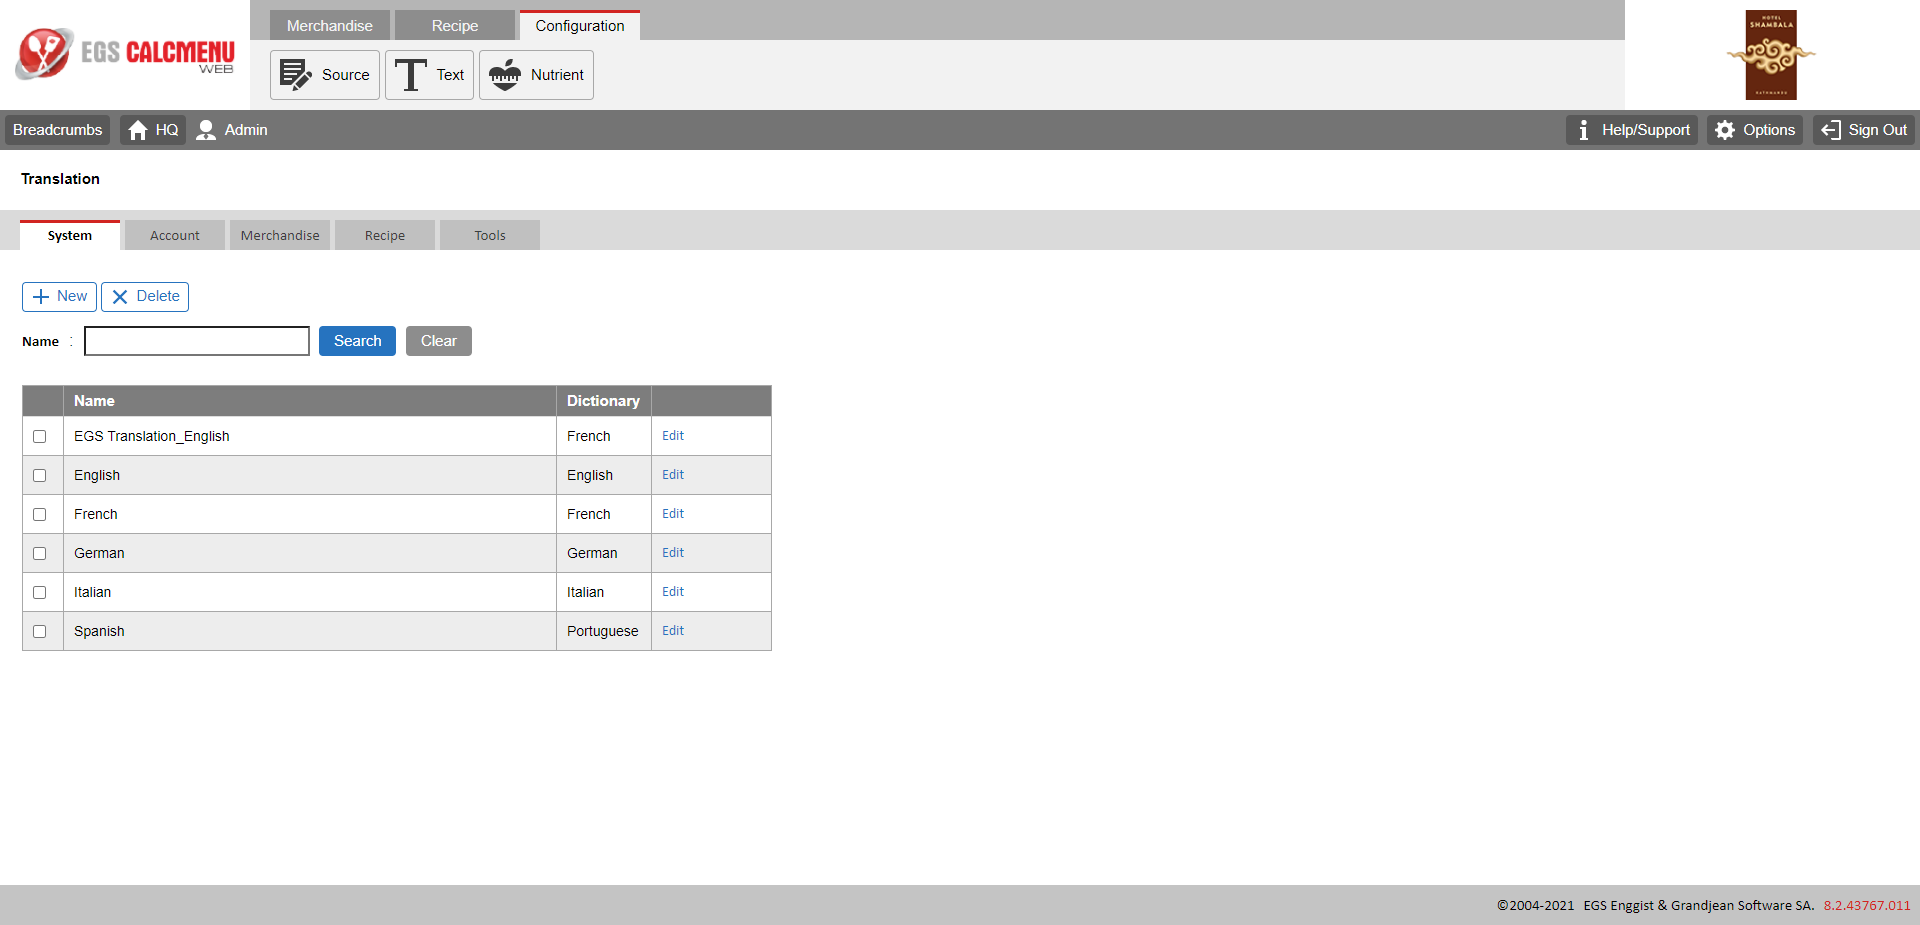 EGS CALCMENU
WEB
Merchandise Recipe Configuration
Source Text Nutrient
HOTEL
SHAMBALA
KATHMANDU
Breadcrumbs HQ Admin Help/Support Options Sign Out
Translation
System Account Merchandise Recipe Tools
New Delete
Name : Search Clear
Name Dictionary
EGS Translation_English French Edit
English English Edit
French French Edit
German German Edit
Italian Italian Edit
Spanish Portuguese Edit
©2004-2021 EGS Enggist & Grandjean Software SA. 8.2.43767.011